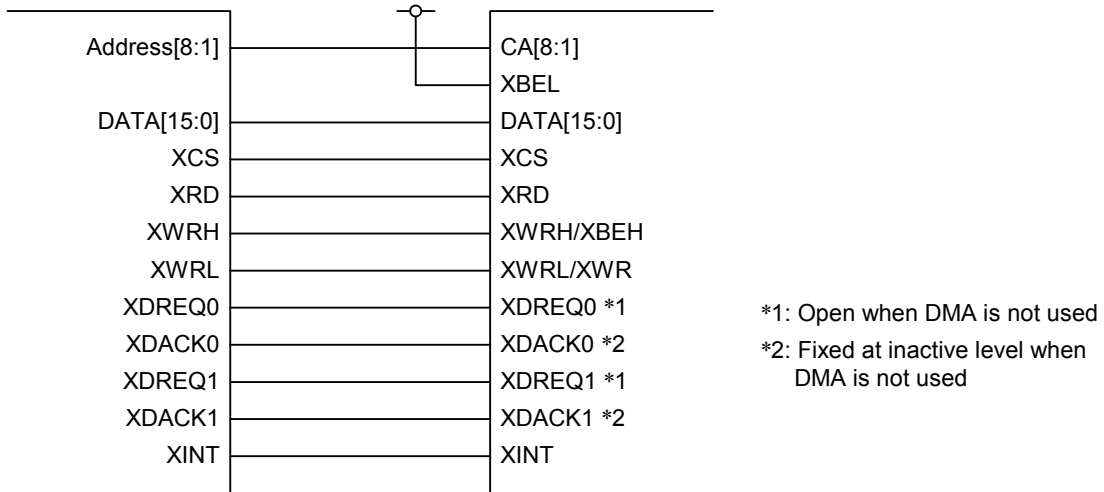 Address[8:1] CA[8:1]
XBEL
DATA[15:0] DATA[15:0]
XCS XCS
XRD XRD
XWRH XWRH/XBEH
XWRL XWRL/XWR
XDREQ0 XDREQ0 *1
XDACK0 XDACK0 *2
XDREQ1 XDREQ1 *1
XDACK1 XDACK1 *2
XINT XINT
*1: Open when DMA is not used
*2: Fixed at inactive level when
DMA is not used